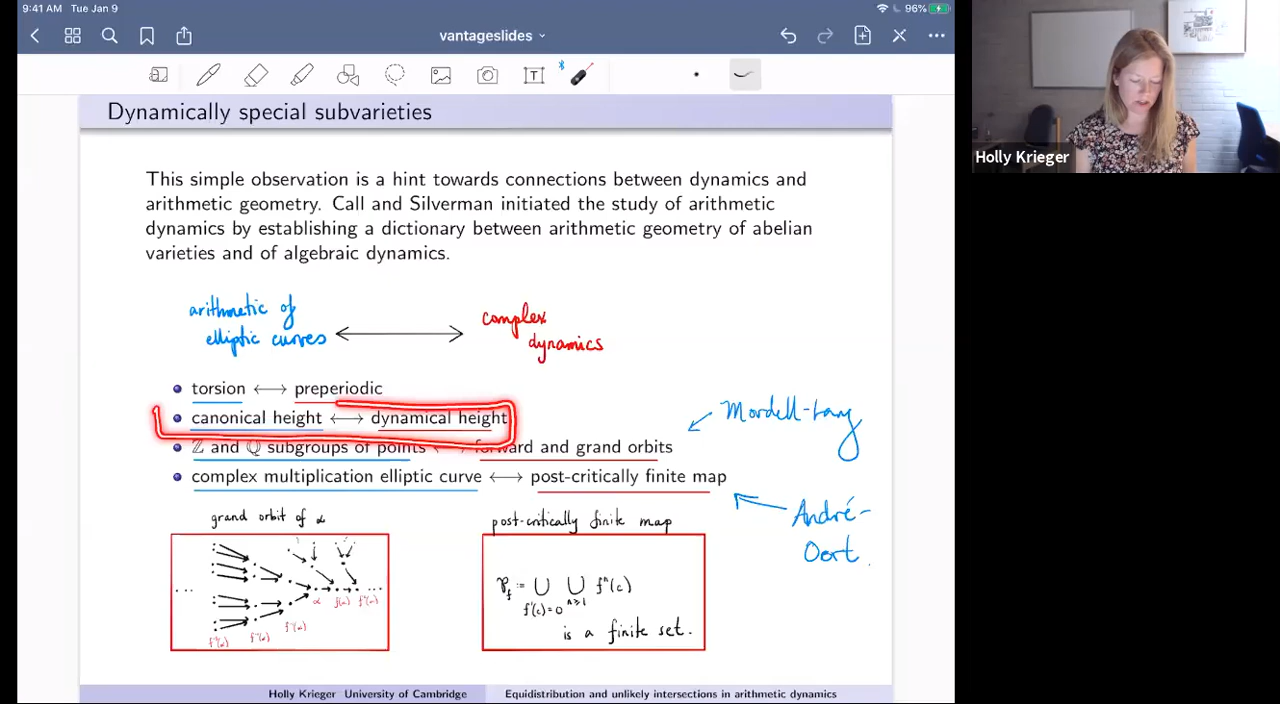 9:41 AM Tue Jan 9
96%
vantageslides
T
Dynamically special subvarieties
This simple observation is a hint towards connections between dynamics and
arithmetic geometry. Call and Silverman initiated the study of arithmetic
dynamics by establishing a dictionary between arithmetic geometry of abelian
varieties and of algebraic dynamics.
arithmetic of
elliptic curves
complex
dynamics
torsion ⟷ preperiodic
canonical height ⟷ dynamical height
ℤ and ℚ subgroups of points ⟷ forward and grand orbits
complex multiplication elliptic curve ⟷ post-critically finite map
Mordell-Lang
André-
Oort.
grand orbit of α
... α f(α) f²(α) ...
post-critically finite map
𝒫_f := ∪ ∪ fⁿ(c)
f'(c)=0 n≥1
is a finite set.
Holly Krieger University of Cambridge
Equidistribution and unlikely intersections in arithmetic dynamics
Holly Krieger